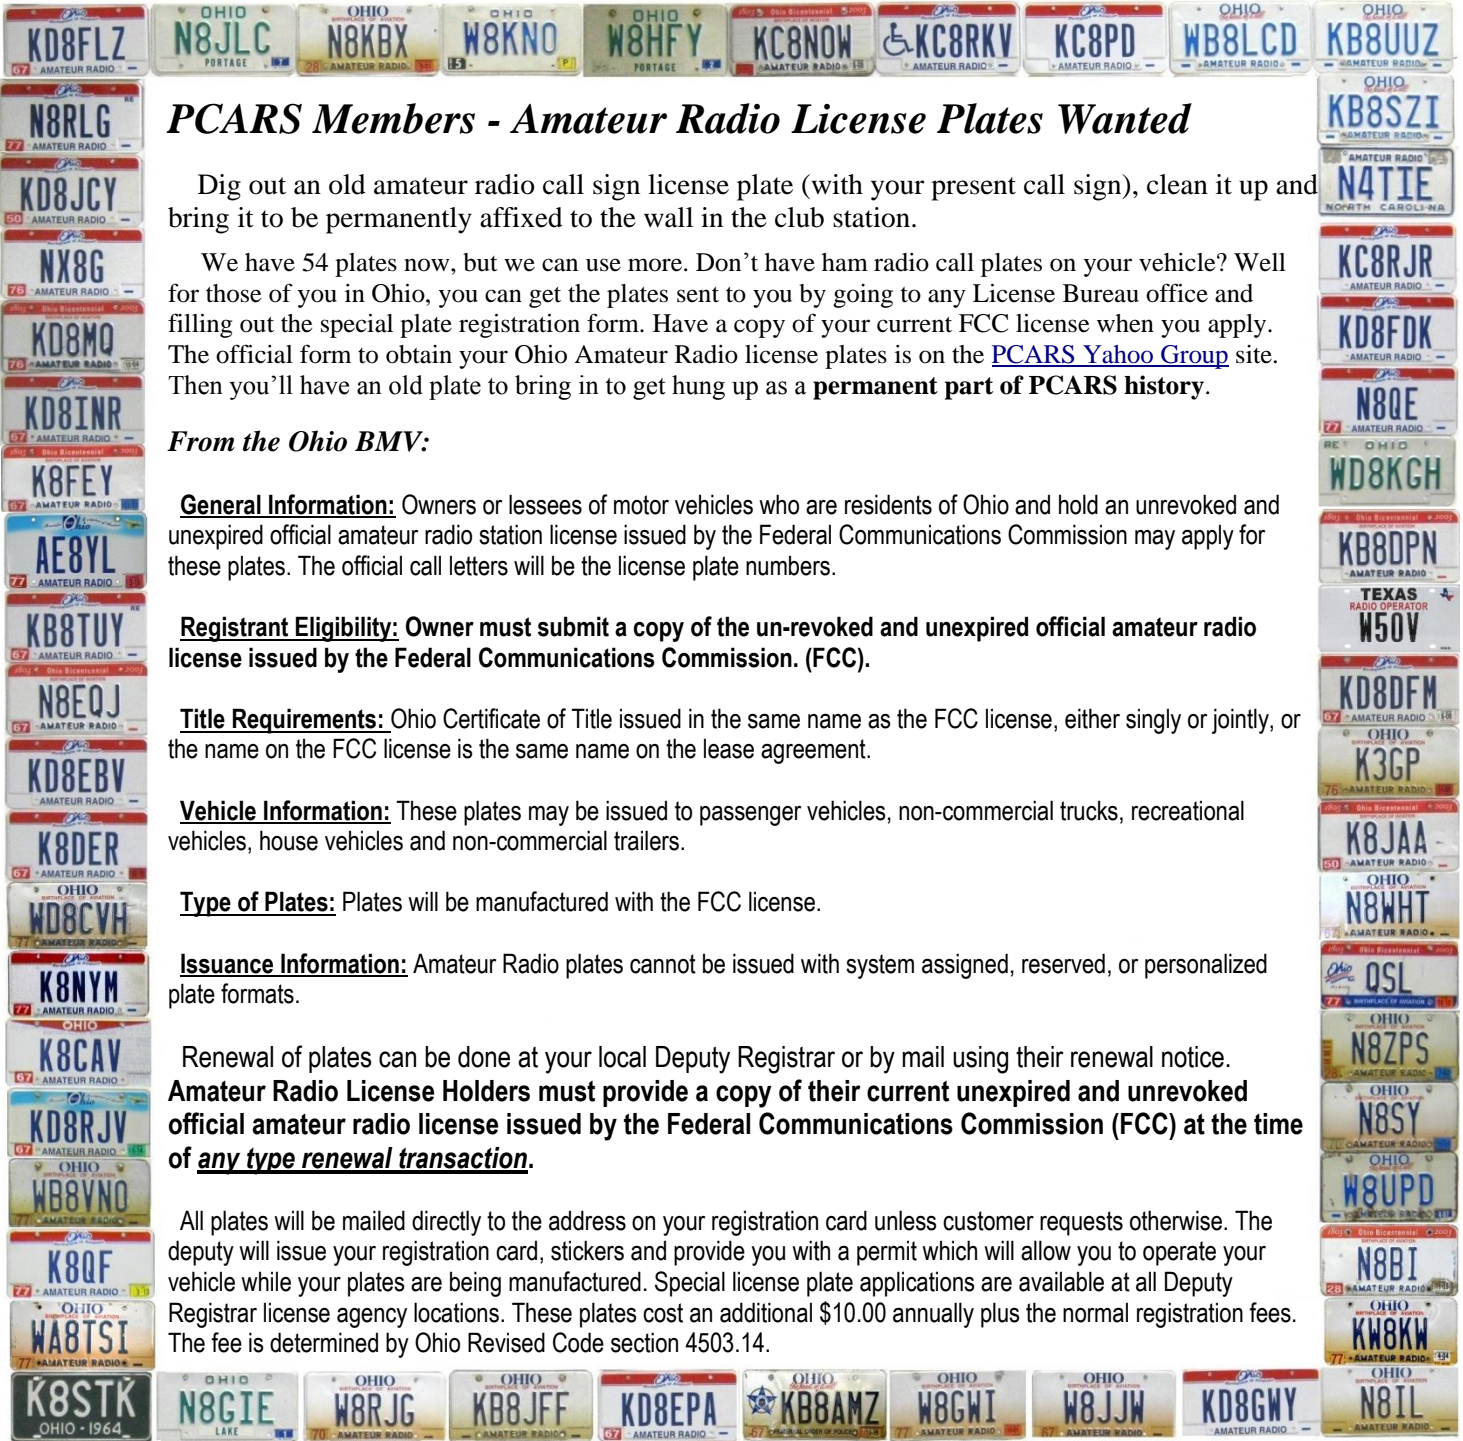 KD8FLZ N8JLC N8KBX W8KNO W8HFY KC8NOW KC8RKV KC8PD WB8LCD KB8UUZ
N8RLG
KD8JCY
NX8G
KD8MQ
KD8INR
K8FEY
AE8YL
KB8TUY
N8EQJ
KD8EBV
K8DER
WD8CVH
K8NYM
K8CAV
KD8RJV
WB8VNO
K8QF
WA8TSI
PCARS Members - Amateur Radio License Plates Wanted
Dig out an old amateur radio call sign license plate (with your present call sign), clean it up and
bring it to be permanently affixed to the wall in the club station.
We have 54 plates now, but we can use more. Don’t have ham radio call plates on your vehicle? Well
for those of you in Ohio, you can get the plates sent to you by going to any License Bureau office and
filling out the special plate registration form. Have a copy of your current FCC license when you apply.
The official form to obtain your Ohio Amateur Radio license plates is on the PCARS Yahoo Group site.
Then you’ll have an old plate to bring in to get hung up as a permanent part of PCARS history.
From the Ohio BMV:
General Information: Owners or lessees of motor vehicles who are residents of Ohio and hold an unrevoked and
unexpired official amateur radio station license issued by the Federal Communications Commission may apply for
these plates. The official call letters will be the license plate numbers.
Registrant Eligibility: Owner must submit a copy of the un-revoked and unexpired official amateur radio
license issued by the Federal Communications Commission. (FCC).
Title Requirements: Ohio Certificate of Title issued in the same name as the FCC license, either singly or jointly, or
the name on the FCC license is the same name on the lease agreement.
Vehicle Information: These plates may be issued to passenger vehicles, non-commercial trucks, recreational
vehicles, house vehicles and non-commercial trailers.
Type of Plates: Plates will be manufactured with the FCC license.
Issuance Information: Amateur Radio plates cannot be issued with system assigned, reserved, or personalized
plate formats.
Renewal of plates can be done at your local Deputy Registrar or by mail using their renewal notice.
Amateur Radio License Holders must provide a copy of their current unexpired and unrevoked
official amateur radio license issued by the Federal Communications Commission (FCC) at the time
of any type renewal transaction.
All plates will be mailed directly to the address on your registration card unless customer requests otherwise. The
deputy will issue your registration card, stickers and provide you with a permit which will allow you to operate your
vehicle while your plates are being manufactured. Special license plate applications are available at all Deputy
Registrar license agency locations. These plates cost an additional $10.00 annually plus the normal registration fees.
The fee is determined by Ohio Revised Code section 4503.14.
KB8SZI
AMATEUR RADIO
N4TIE
NORTH CAROLINA
KC8RJR
KD8FDK
N8QE
WD8KGH
KB8DPN
TEXAS
RADIO OPERATOR
W5OV
KD8DFM
K3GP
K8JAA
N8WHT
QSL
N8ZPS
N8SY
W8UPD
N8BI
KW8KW
K8STK N8GIE W8RJG KB8JFF KD8EPA KB8AMZ W8GWI W8JJW KD8GWY N8IL
OHIO • 1964 LAKE